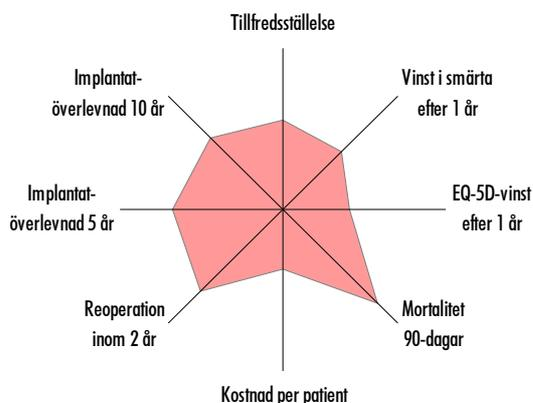 Tillfredsställelse
Implantat-
överlevnad 10 år
Vinst i smärta
efter 1 år
Implantat-
överlevnad 5 år
EQ-5D-vinst
efter 1 år
Reoperation
inom 2 år
Mortalitet
90-dagar
Kostnad per patient